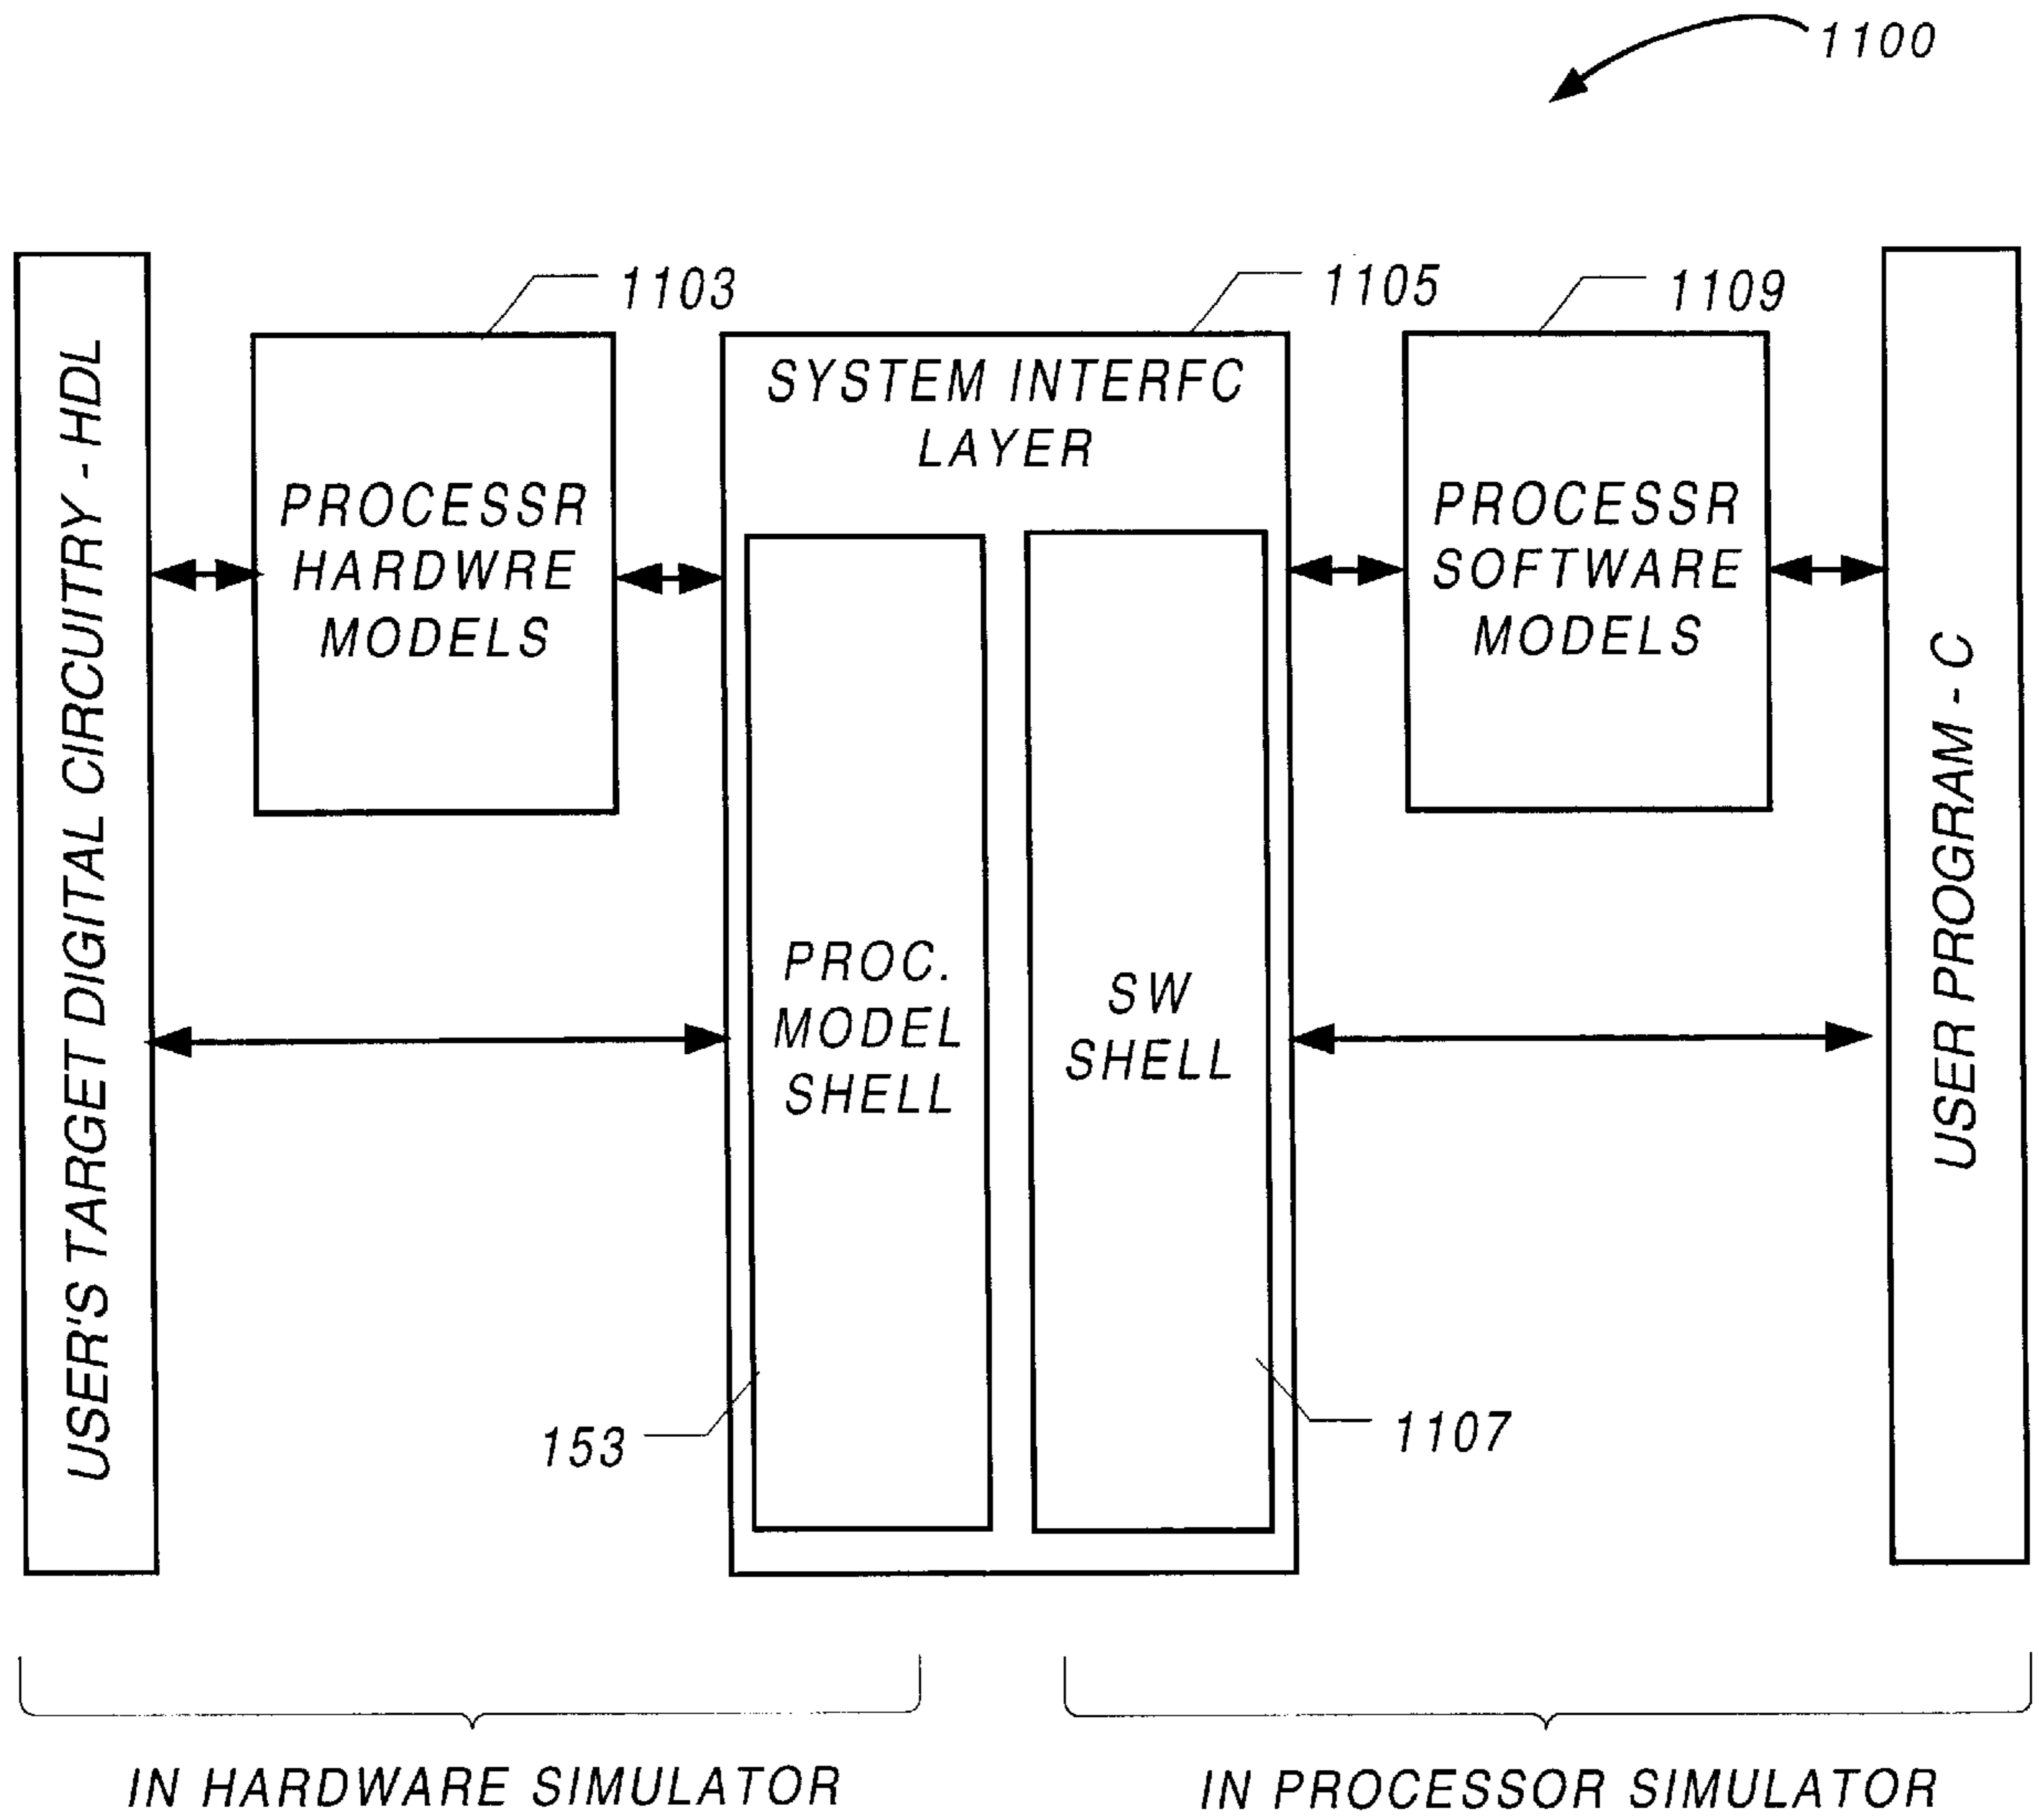 1100
1103
1105
1109
USER'S TARGET DIGITAL CIRCUITRY - HDL
PROCESSR
HARDWRE
MODELS
SYSTEM INTERFC
LAYER
PROC.
MODEL
SHELL
SW
SHELL
PROCESSR
SOFTWARE
MODELS
USER PROGRAM - C
153
1107
IN HARDWARE SIMULATOR
IN PROCESSOR SIMULATOR